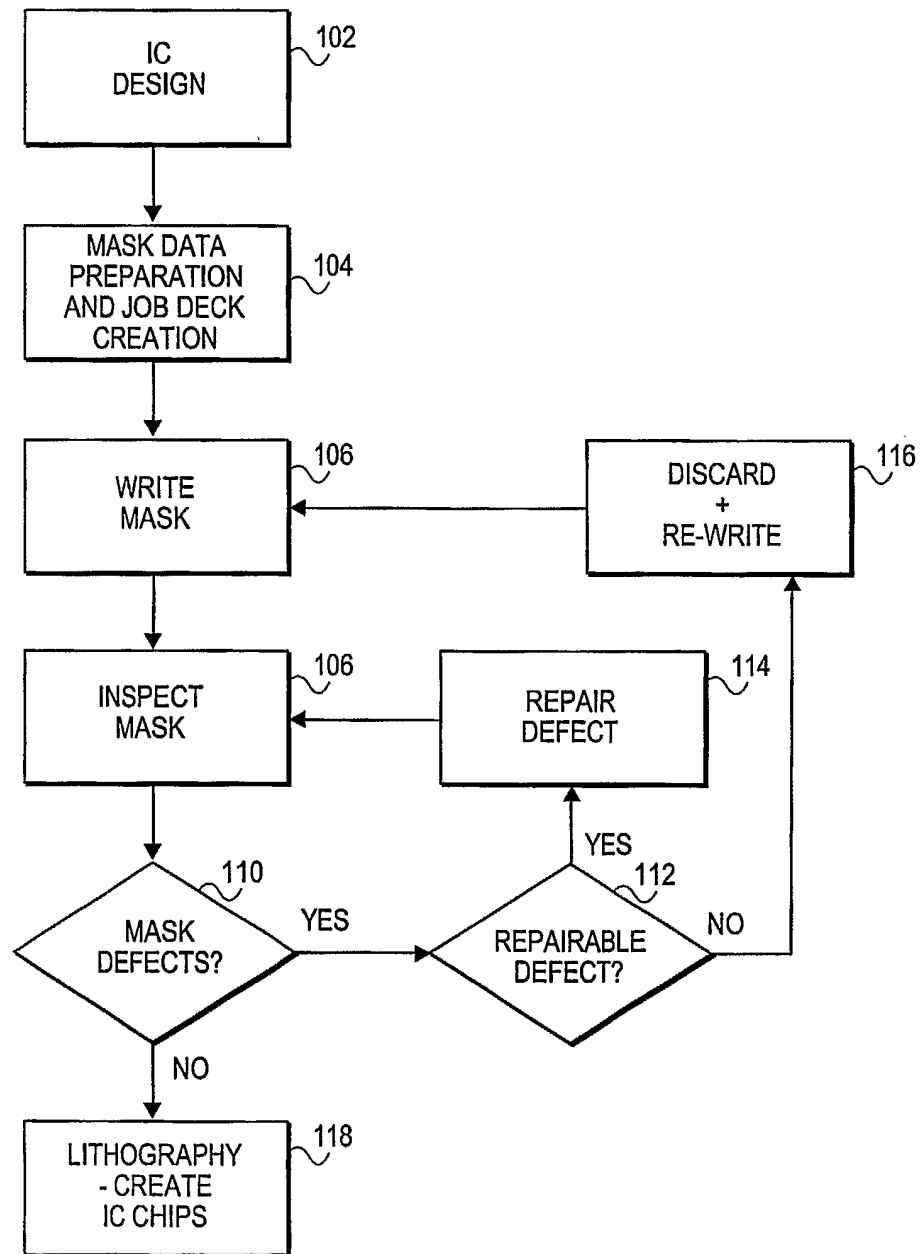 IC
DESIGN
102
MASK DATA
PREPARATION
AND JOB DECK
CREATION
104
WRITE
MASK
106
DISCARD
+
RE-WRITE
116
INSPECT
MASK
106
REPAIR
DEFECT
114
MASK
DEFECTS?
110
YES
REPAIRABLE
DEFECT?
112
YES
NO
NO
LITHOGRAPHY
- CREATE
IC CHIPS
118